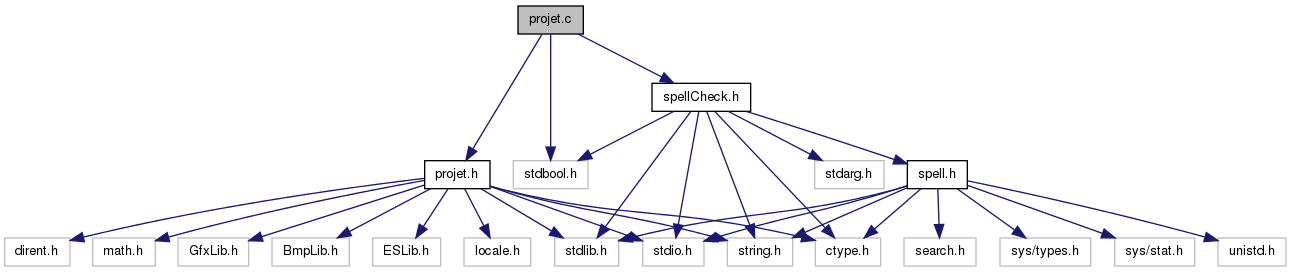 projet.c
spellCheck.h
projet.h
stdbool.h
stdarg.h
spell.h
dirent.h
math.h
GfxLib.h
BmpLib.h
ESLib.h
locale.h
stdlib.h
stdio.h
string.h
ctype.h
search.h
sys/types.h
sys/stat.h
unistd.h